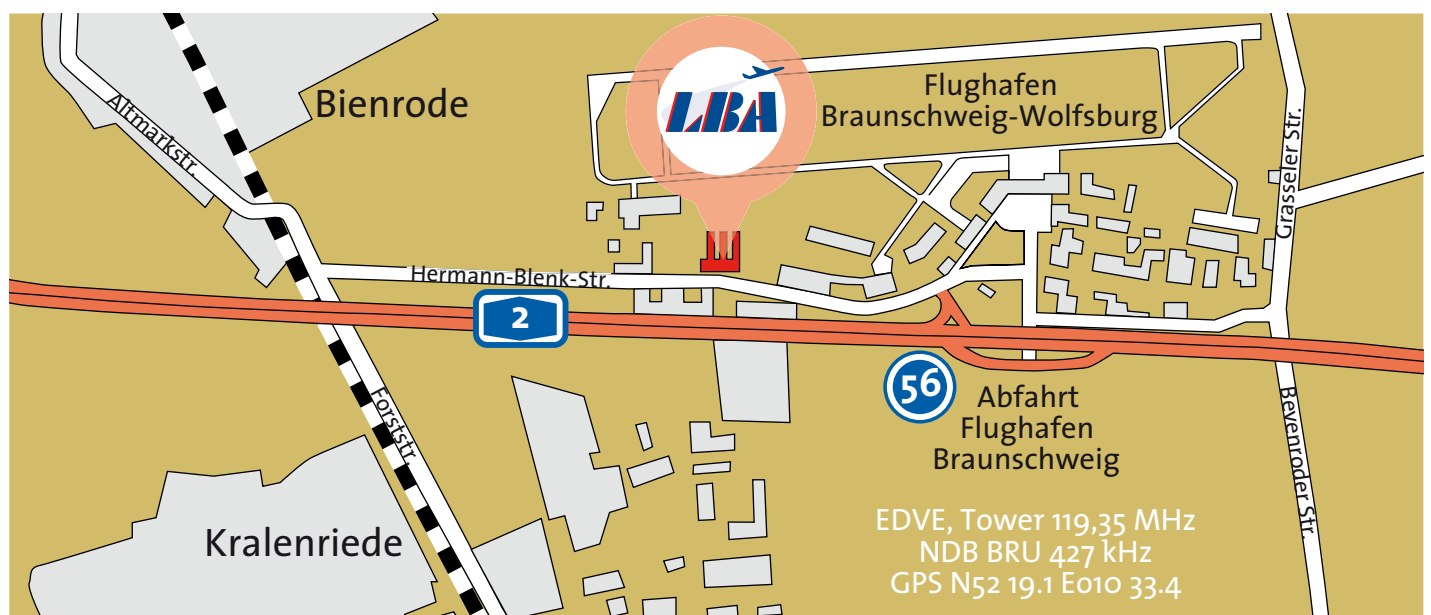 Bienrode
LBA
Flughafen
Braunschweig-Wolfsburg
Altmarkstr.
Grasseler Str.
Hermann-Blenk-Str.
2
56
Abfahrt
Flughafen
Braunschweig
Forststr.
Bevenroder Str.
Kralenriede
EDVE, Tower 119,35 MHz
NDB BRU 427 kHz
GPS N52 19.1 E010 33.4